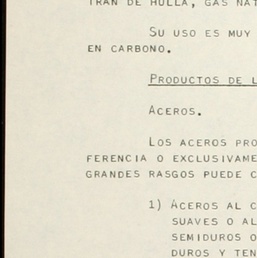 TRAN DE HULLA, GAS NAT
SU USO ES MUY
EN CARBONO.
PRODUCTOS DE L
ACEROS.
LOS ACEROS PRO
FERENCIA O EXCLUSIVAME
GRANDES RASGOS PUEDE C
1) ACEROS AL C
SUAVES O AL
SEMIDUROS O
DUROS Y TEN